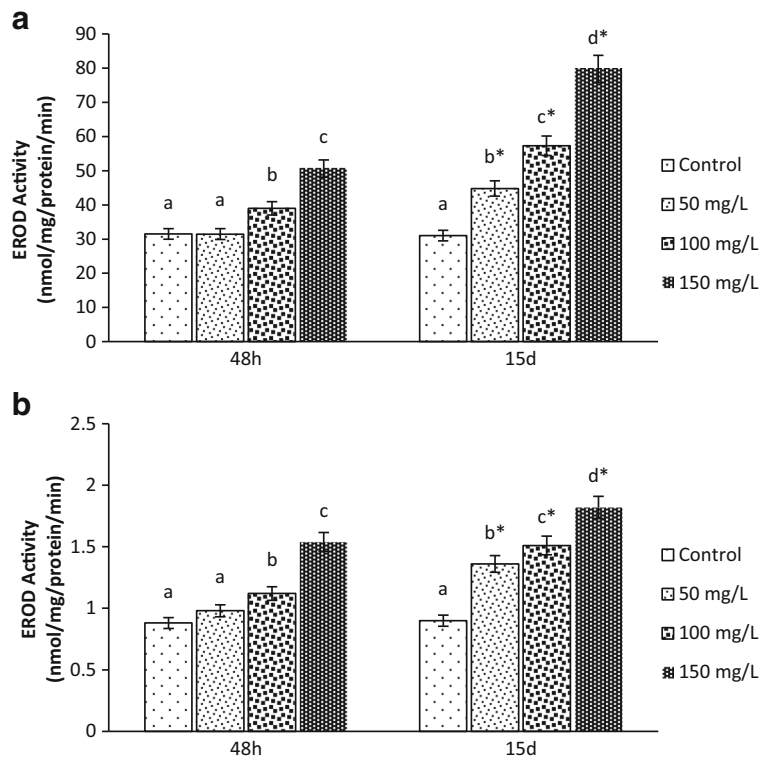 a
EROD Activity
(nmol/mg/protein/min)
90
80
70
60
50
40
30
20
10
0
a
a
b
c
a
b*
c*
d*
48h
15d
Control
50 mg/L
100 mg/L
150 mg/L
b
EROD Activity
(nmol/mg/protein/min)
2.5
2
1.5
1
0.5
0
a
a
b
c
a
b*
c*
d*
48h
15d
Control
50 mg/L
100 mg/L
150 mg/L